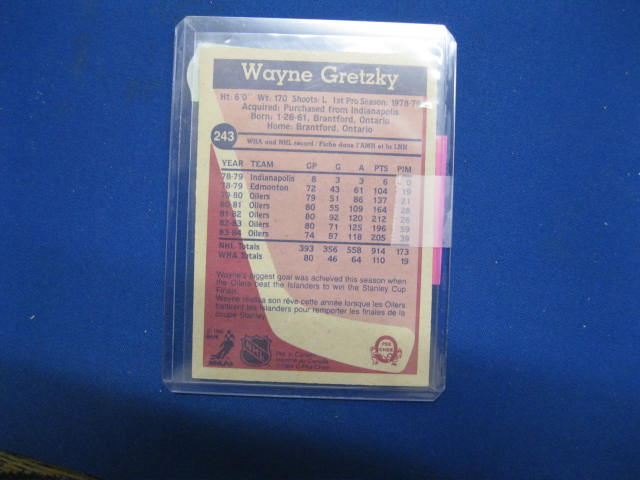 Wayne Gretzky
Ht: 6'0" Wt: 170 Shoots: L 1st Pro Season: 1978-79
Acquired: Purchased from Indianapolis
Born: 1-26-61, Brantford, Ontario
Home: Brantford, Ontario
243
WHA and NHL record / Fiche dans l'AMH et la LNH
YEAR TEAM GP G A PTS PIM
78-79 Indianapolis 8 3 3 6 0
78-79 Edmonton 72 43 61 104 19
79-80 Oilers 79 51 86 137 21
80-81 Oilers 80 55 109 164 28
81-82 Oilers 80 92 120 212 26
82-83 Oilers 80 71 125 196 59
83-84 Oilers 74 87 118 205 39
NHL Totals 393 356 558 914 173
WHA Totals 80 46 64 110 19
Wayne's biggest goal was achieved this season when
the Oilers beat the Islanders to win the Stanley Cup
Finals.
Wayne réalisa son rêve cette année lorsque les Oilers
battirent les Islanders pour remporter les finales de la
coupe Stanley.
NHLPA
NHL
O PEE CHEE